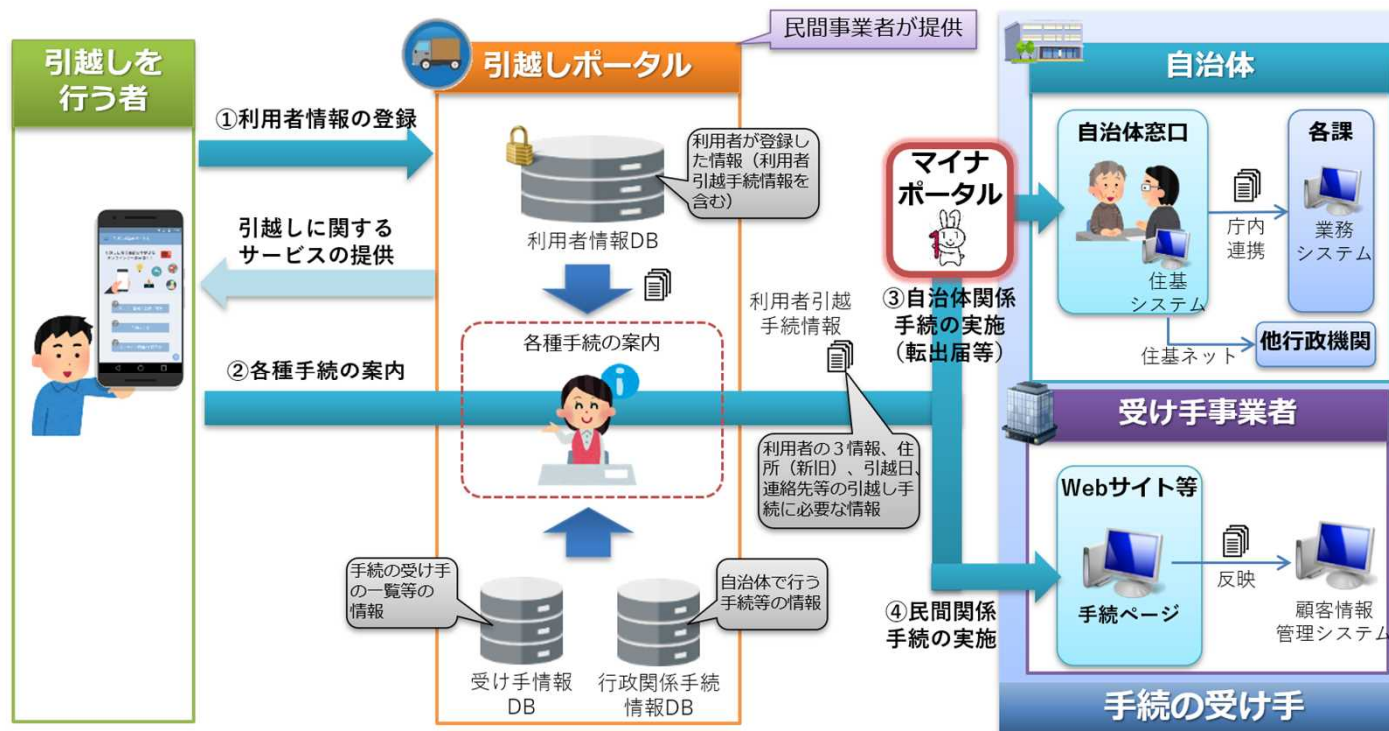 民間事業者が提供
引越しを
行う者
引越しポータル
自治体
①利用者情報の登録
利用者が登録し
た情報（利用者
引越手続情報を
含む）
利用者情報DB
引越しに関する
サービスの提供
各種手続の案内
②各種手続の案内
手続の受け手
の一覧等の
情報
自治体で行う
手続等の情報
受け手情報
DB
行政関係手続
情報DB
マイナ
ポータル
利用者引越
手続情報
③自治体関係
手続の実施
（転出届等）
利用者の３情報、住
所（新旧）、引越日、
連絡先等の引越し手
続に必要な情報
④民間関係
手続の実施
自治体窓口
住基
システム
庁内
連携
各課
業務
システム
住基ネット
他行政機関
受け手事業者
Webサイト等
手続ページ
反映
顧客情報
管理システム
手続の受け手